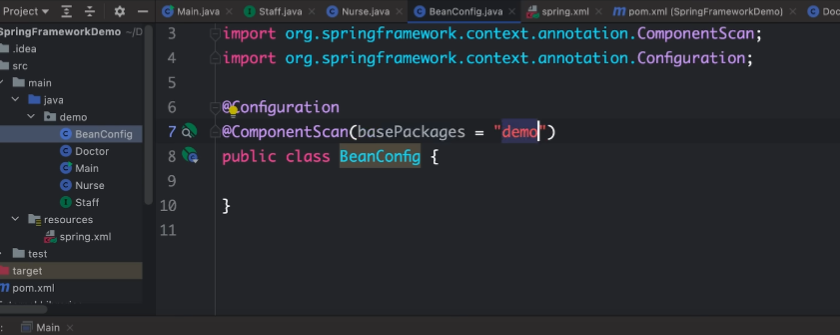 Project
Main.java
Staff.java
Nurse.java
BeanConfig.java
spring.xml
pom.xml (SpringFrameworkDemo)
Doc
SpringFrameworkDemo ~/D
.idea
src
main
java
demo
BeanConfig
Doctor
Main
Nurse
Staff
resources
spring.xml
test
target
pom.xml
3 import org.springframework.context.annotation.ComponentScan;
4 import org.springframework.context.annotation.Configuration;
5
6 @Configuration
7 @ComponentScan(basePackages = "demo")
8 public class BeanConfig {
9
10 }
11
: Main